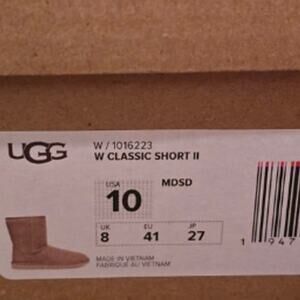 UGG
W / 1016223
W CLASSIC SHORT II
USA
10
MDSD
UK
8
EU
41
JP
27
MADE IN VIETNAM
FABRIQUÉ AU VIETNAM
1 947